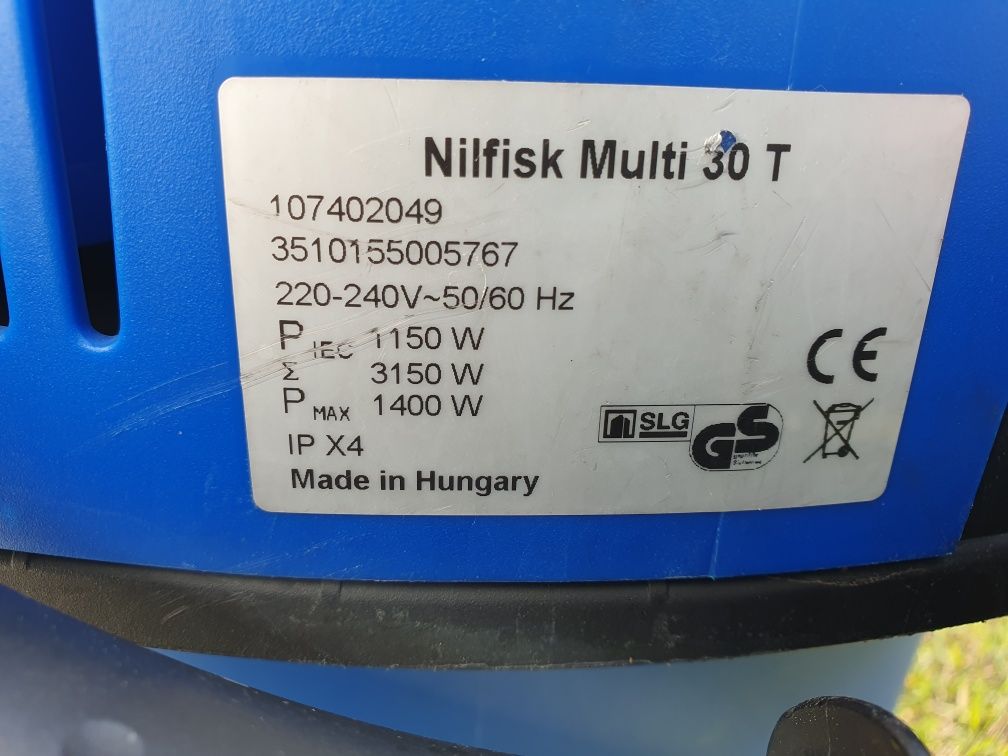 Nilfisk Multi 30 T
107402049
3510155005767
220-240V~50/60 Hz
P IEC 1150 W
Σ 3150 W
P MAX 1400 W
IP X4
Made in Hungary
CE
SLG
GS